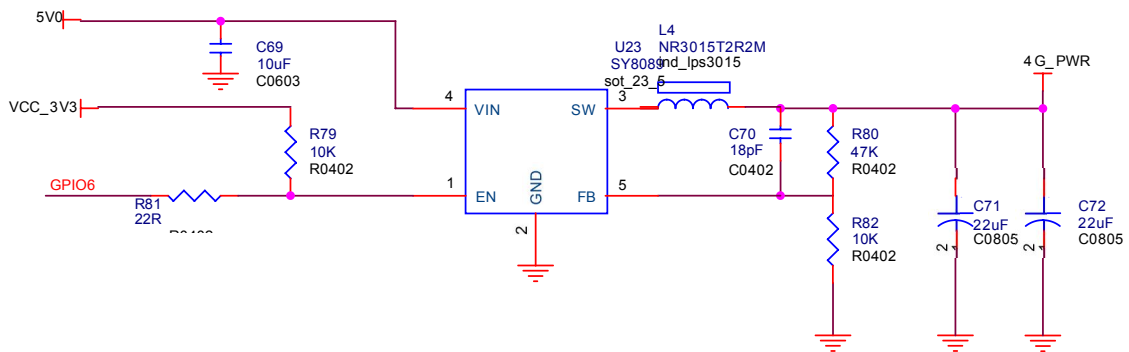 5V0
C69
10uF
C0603
VCC_3V3
R79
10K
R0402
GPIO6
R81
22R
4
VIN
1
EN
GND
2
SW
3
FB
5
U23
SY8089
sot_23_5
L4
NR3015T2R2M
ind_lps3015
C70
18pF
C0402
R80
47K
R0402
R82
10K
R0402
4G_PWR
C71
22uF
C0805
2
1
C72
22uF
C0805
2
1